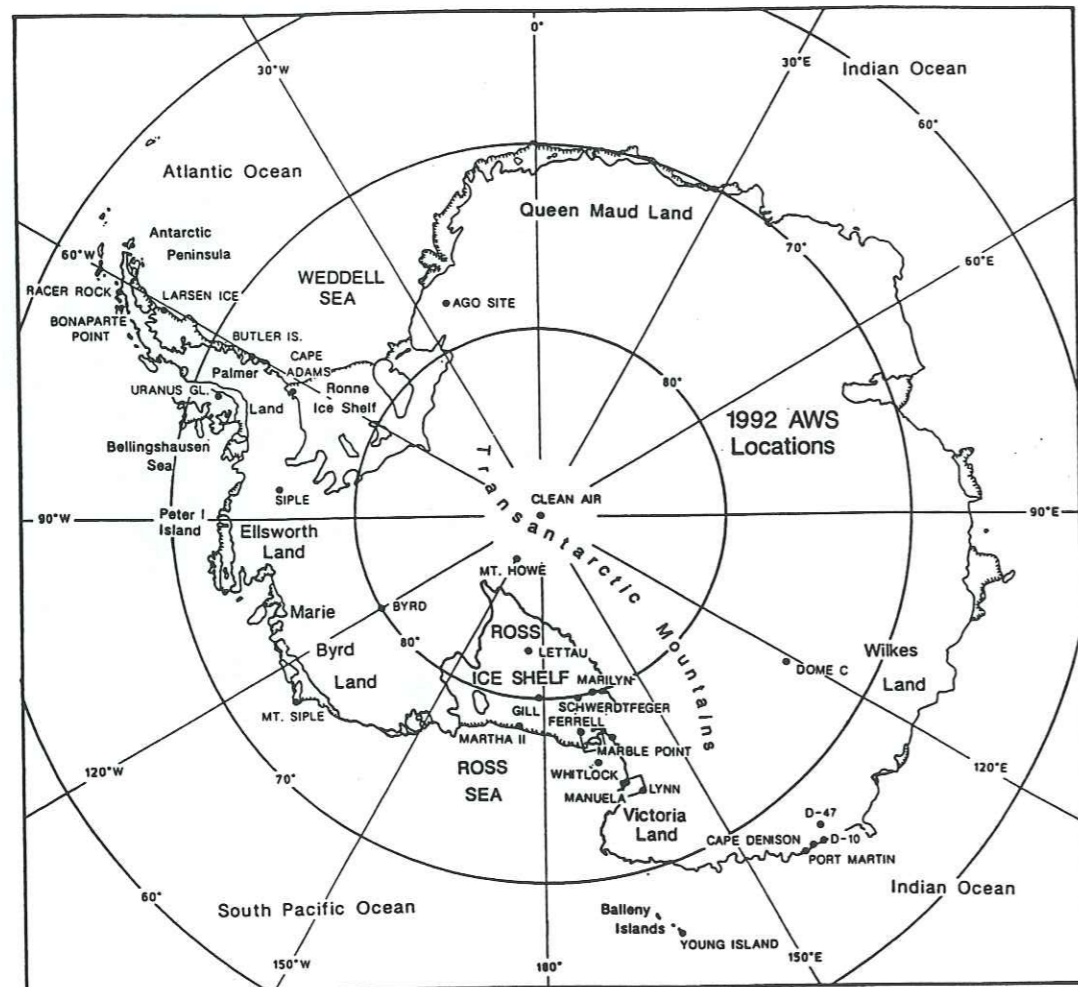 0°
30°W
30°E
Indian Ocean
60°
Atlantic Ocean
Queen Maud Land
Antarctic
Peninsula
60°W
70°
60°E
WEDDELL
SEA
RACER ROCK
LARSEN ICE
AGO SITE
BONAPARTE
POINT
BUTLER IS.
CAPE
ADAMS
Palmer
Land
Ronne
Ice Shelf
80°
URANUS GL.
1992 AWS
Locations
Bellingshausen
Sea
SIPLE
CLEAN AIR
Transantarctic Mountains
90°W
Peter I
Island
90°E
Ellsworth
Land
MT. HOWE
Marie
Byrd
Land
BYRD
80°
ROSS
ICE SHELF
LETTAU
Wilkes
Land
DOME C
MARILYN
MT. SIPLE
GILL
SCHWERDTFEGER
FERRELL
MARTHA II
MARBLE POINT
120°W
70°
ROSS
SEA
WHITLOCK
120°E
MANUELA
LYNN
Victoria
Land
D-47
CAPE DENISON
D-10
PORT MARTIN
60°
South Pacific Ocean
Indian Ocean
Balleny
Islands
YOUNG ISLAND
150°W
180°
150°E